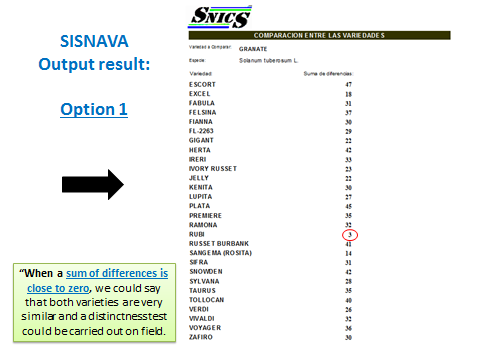 SISNAVA
Output result:
Option 1
SNICS
COMPARACION ENTRE LAS VARIEDADES
Variedad a Comparar: GRANATE
Especie: Solanum tuberosum L.
Variedad: Suma de diferencias:
ESCORT 47
EXCEL 18
FABULA 31
FELSINA 37
FIANNA 30
FL-2263 29
GIGANT 22
HERTA 42
IRERI 33
IVORY RUSSET 23
JELLY 22
KENITA 30
LUPITA 27
PLATA 45
PREMIERE 35
RAMONA 32
RUBI 3
RUSSET BURBANK 41
SANGEMA (ROSITA) 14
SIFRA 31
SNOWDEN 42
SYLVANA 28
TAURUS 35
TOLLOCAN 40
VERDI 26
VIVALDI 32
VOYAGER 36
ZAFIRO 30
“When a sum of differences is
close to zero, we could say
that both varieties are very
similar and a distinctnesstest
could be carried out on field.